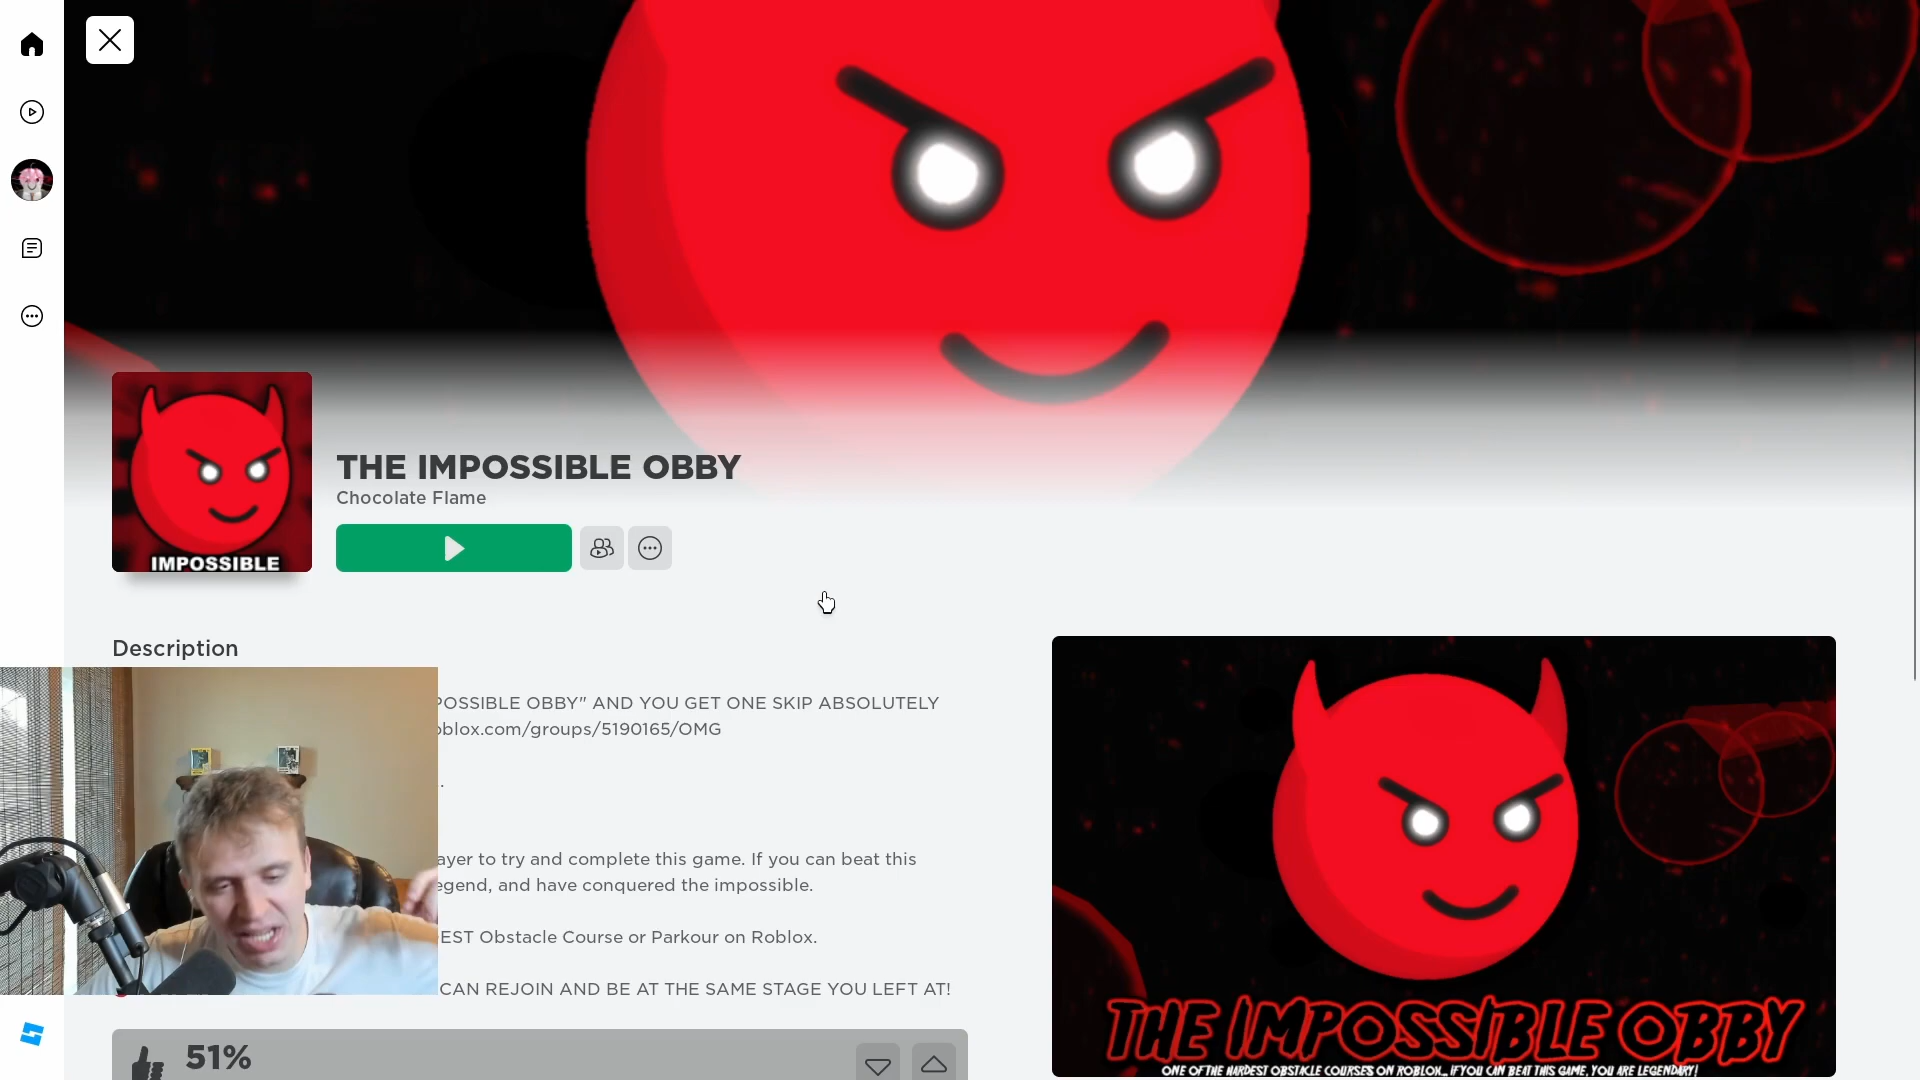 IMPOSSIBLE
THE IMPOSSIBLE OBBY
Chocolate Flame
Description
POSSIBLE OBBY" AND YOU GET ONE SKIP ABSOLUTELY
oblox.com/groups/5190165/OMG
.
ayer to try and complete this game. If you can beat this
egend, and have conquered the impossible.
EST Obstacle Course or Parkour on Roblox.
CAN REJOIN AND BE AT THE SAME STAGE YOU LEFT AT!
51%
THE IMPOSSIBLE OBBY
ONE OF THE HARDEST OBSTACLE COURSES ON ROBLOX... IF YOU CAN BEAT THIS GAME, YOU ARE LEGENDARY!